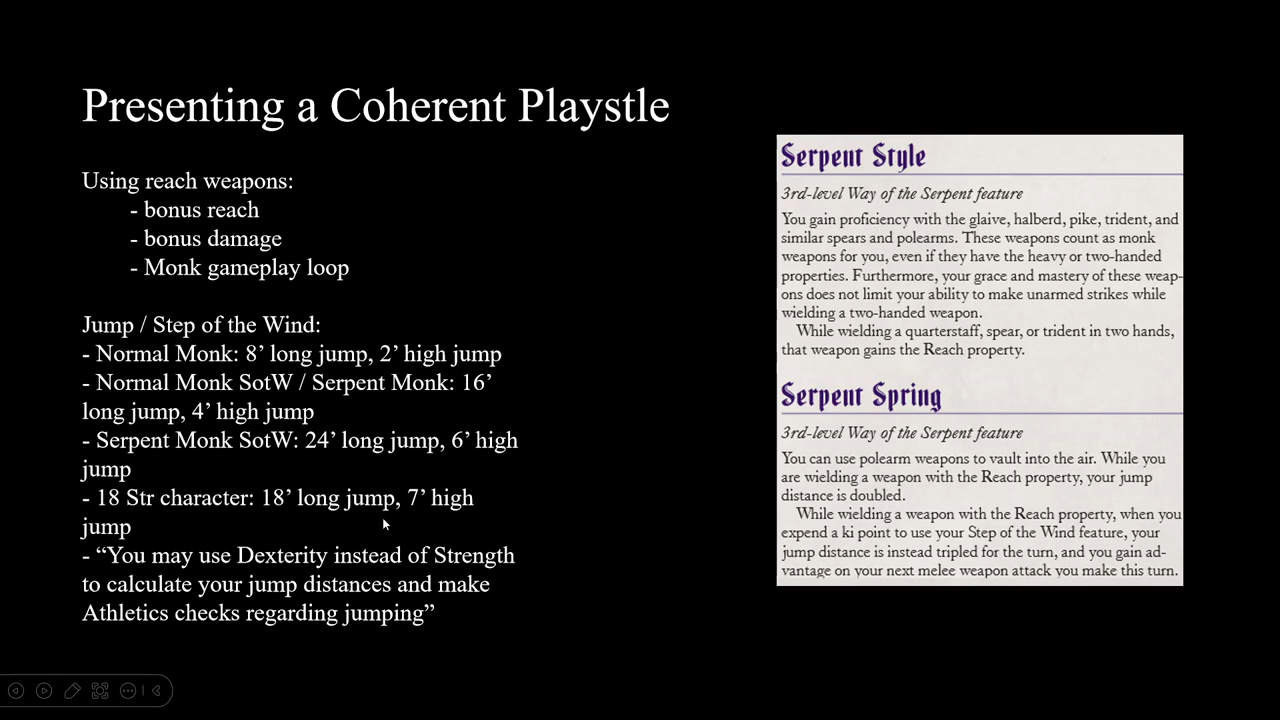 Presenting a Coherent Playstle
Using reach weapons:
- bonus reach
- bonus damage
- Monk gameplay loop
Jump / Step of the Wind:
- Normal Monk: 8’ long jump, 2’ high jump
- Normal Monk SotW / Serpent Monk: 16’
long jump, 4’ high jump
- Serpent Monk SotW: 24’ long jump, 6’ high
jump
- 18 Str character: 18’ long jump, 7’ high
jump
- “You may use Dexterity instead of Strength
to calculate your jump distances and make
Athletics checks regarding jumping”
Serpent Style
3rd-level Way of the Serpent feature
You gain proficiency with the glaive, halberd, pike, trident, and
similar spears and polearms. These weapons count as monk
weapons for you, even if they have the heavy or two-handed
properties. Furthermore, your grace and mastery of these weap-
ons does not limit your ability to make unarmed strikes while
wielding a two-handed weapon.
While wielding a quarterstaff, spear, or trident in two hands,
that weapon gains the Reach property.
Serpent Spring
3rd-level Way of the Serpent feature
You can use polearm weapons to vault into the air. While you
are wielding a weapon with the Reach property, your jump
distance is doubled.
While wielding a weapon with the Reach property, when you
expend a ki point to use your Step of the Wind feature, your
jump distance is instead tripled for the turn, and you gain ad-
vantage on your next melee weapon attack you make this turn.